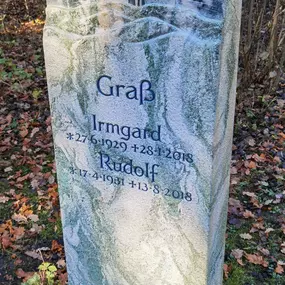 Graß
Irmgard
*27·6·1929 +28·1·2018
Rudolf
*17·4·1931 +13·8·2018